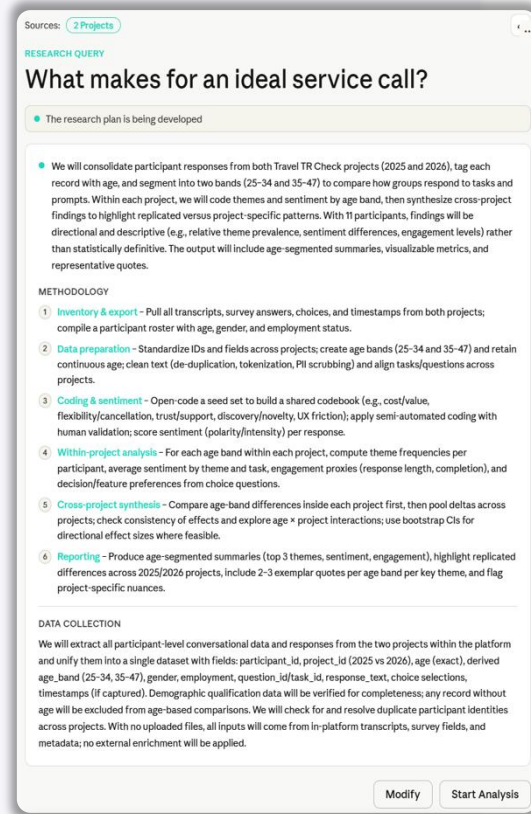 Sources: 2 Projects
RESEARCH QUERY
What makes for an ideal service call?
The research plan is being developed
We will consolidate participant responses from both Travel TR Check projects (2025 and 2026), tag each
record with age, and segment into two bands (25–34 and 35–47) to compare how groups respond to tasks and
prompts. Within each project, we will code themes and sentiment by age band, then synthesize cross-project
findings to highlight replicated versus project-specific patterns. With 11 participants, findings will be
directional and descriptive (e.g., relative theme prevalence, sentiment differences, engagement levels) rather
than statistically definitive. The output will include age-segmented summaries, visualizable metrics, and
representative quotes.
METHODOLOGY
1 Inventory & export – Pull all transcripts, survey answers, choices, and timestamps from both projects;
compile a participant roster with age, gender, and employment status.
2 Data preparation – Standardize IDs and fields across projects; create age bands (25–34 and 35–47) and retain
continuous age; clean text (de-duplication, tokenization, PII scrubbing) and align tasks/questions across
projects.
3 Coding & sentiment – Open-code a seed set to build a shared codebook (e.g., cost/value,
flexibility/cancellation, trust/support, discovery/novelty, UX friction); apply semi-automated coding with
human validation; score sentiment (polarity/intensity) per response.
4 Within-project analysis – For each age band within each project, compute theme frequencies per
participant, average sentiment by theme and task, engagement proxies (response length, completion), and
decision/feature preferences from choice questions.
5 Cross-project synthesis – Compare age-band differences inside each project first, then pool deltas across
projects; check consistency of effects and explore age × project interactions; use bootstrap CIs for
directional effect sizes where feasible.
6 Reporting – Produce age-segmented summaries (top 3 themes, sentiment, engagement), highlight replicated
differences across 2025/2026 projects, include 2–3 exemplar quotes per age band per key theme, and flag
project-specific nuances.
DATA COLLECTION
We will extract all participant-level conversational data and responses from the two projects within the platform
and unify them into a single dataset with fields: participant_id, project_id (2025 vs 2026), age (exact), derived
age_band (25–34, 35–47), gender, employment, question_id/task_id, response_text, choice selections,
timestamps (if captured). Demographic qualification data will be verified for completeness; any record without
age will be excluded from age-based comparisons. We will check for and resolve duplicate participant identities
across projects. With no uploaded files, all inputs will come from in-platform transcripts, survey fields, and
metadata; no external enrichment will be applied.
Modify Start Analysis